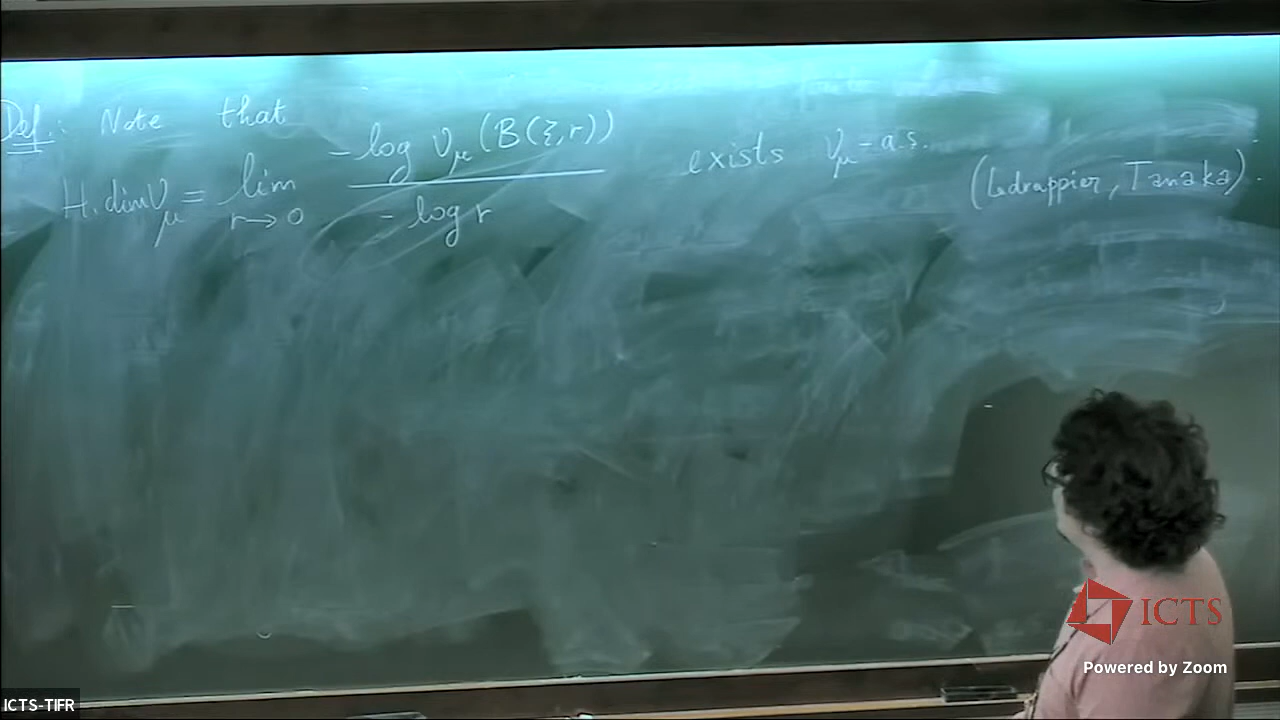 Def: Note that
H.dim ν_μ = lim_{r→0} -log ν_μ (B(ξ,r)) / -log r exists ν_μ-a.s. (Ledrappier, Tanaka).
ICTS
Powered by Zoom
ICTS-TIFR